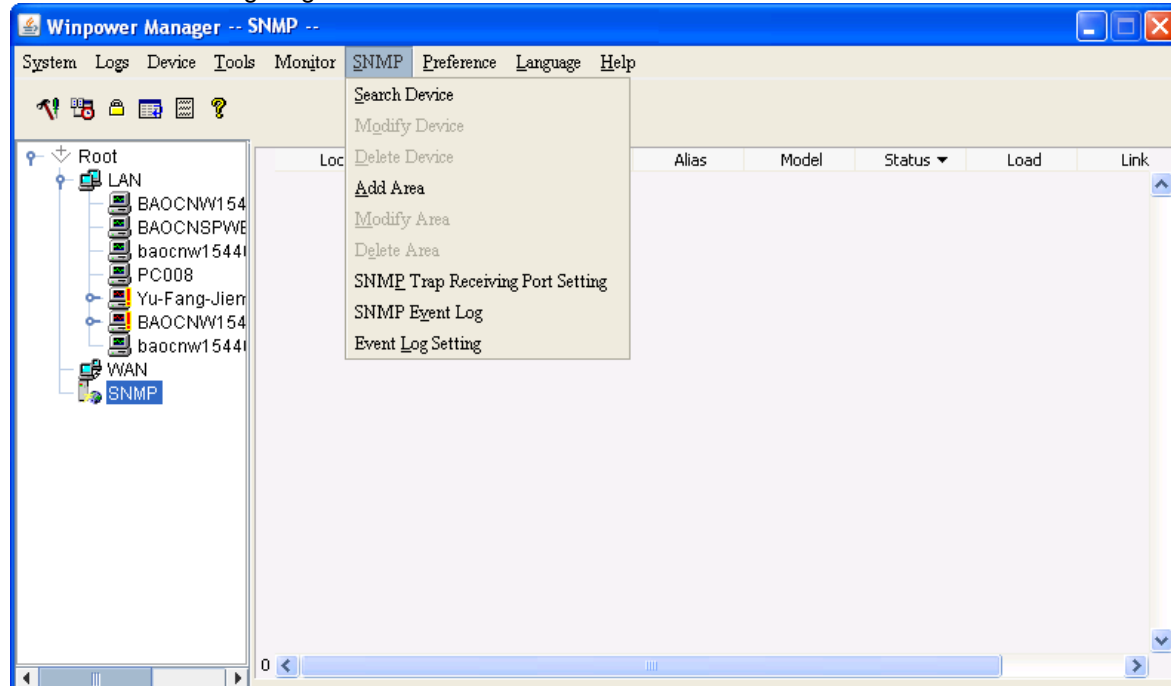 Winpower Manager -- SNMP --
System Logs Device Tools Monitor SNMP Preference Language Help
Search Device
Modify Device
Delete Device
Add Area
Modify Area
Delete Area
SNMP Trap Receiving Port Setting
SNMP Event Log
Event Log Setting
Loc Alias Model Status Load Link
Root
LAN
BAOCNW154
BAOCNSPWE
baocnw1544
PC008
Yu-Fang-Jiem
BAOCNW154
baocnw1544
WAN
SNMP
0